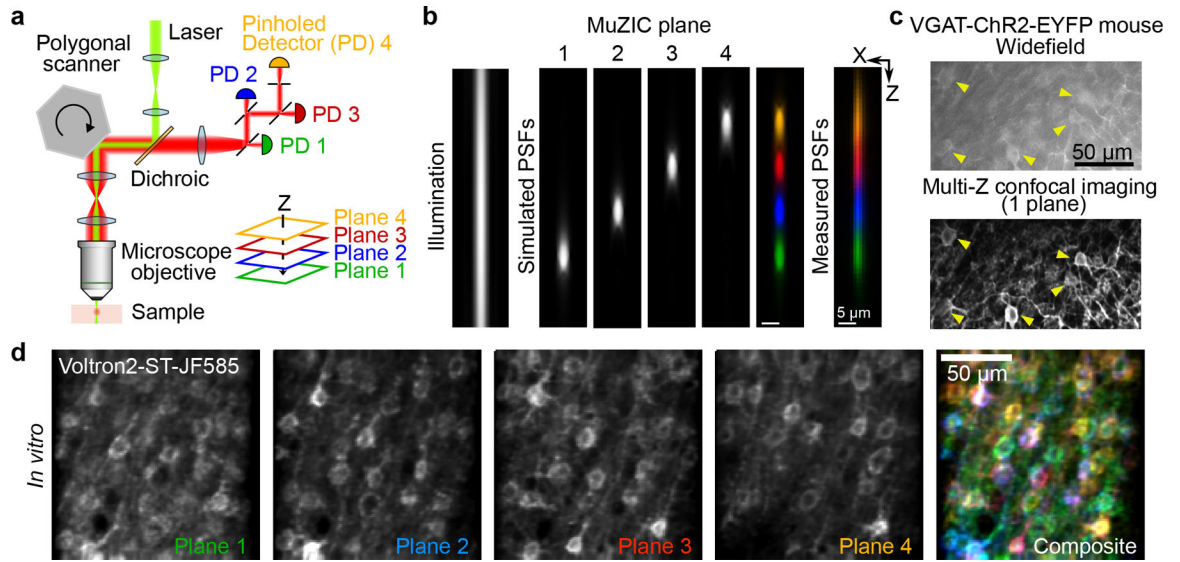 a
Laser
Polygonal
scanner
Pinholed
Detector (PD) 4
PD 2
PD 3
PD 1
Dichroic
Z
Plane 4
Plane 3
Plane 2
Plane 1
Microscope
objective
Sample
b
MuZIC plane
1
2
3
4
X
Z
Illumination
Simulated PSFs
Measured PSFs
5 µm
c
VGAT-ChR2-EYFP mouse
Widefield
50 µm
Multi-Z confocal imaging
(1 plane)
d
In vitro
Voltron2-ST-JF585
Plane 1
Plane 2
Plane 3
Plane 4
50 µm
Composite